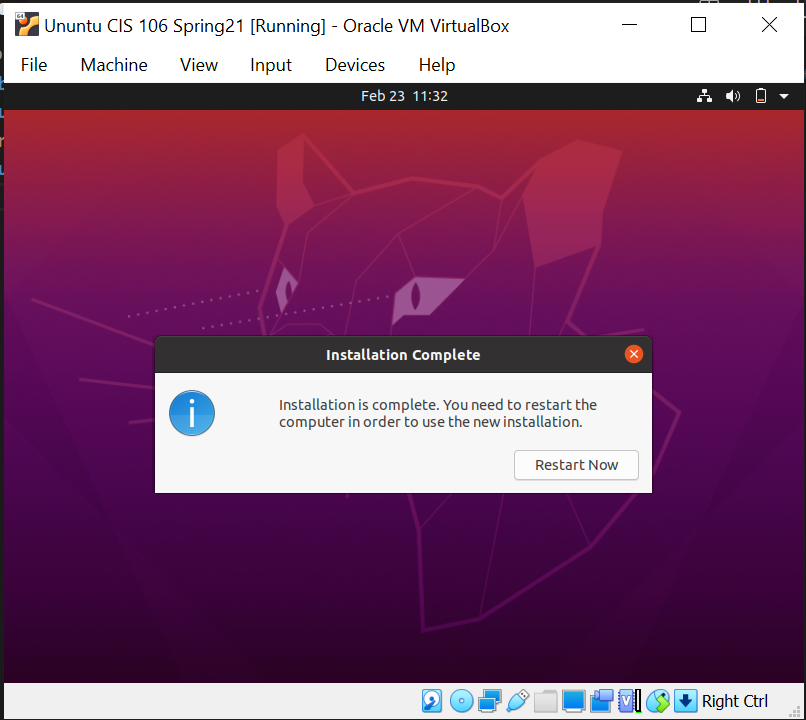 Ununtu CIS 106 Spring21 [Running] - Oracle VM VirtualBox
File Machine View Input Devices Help
Feb 23 11:32
Installation Complete
Installation is complete. You need to restart the
computer in order to use the new installation.
Restart Now
Right Ctrl